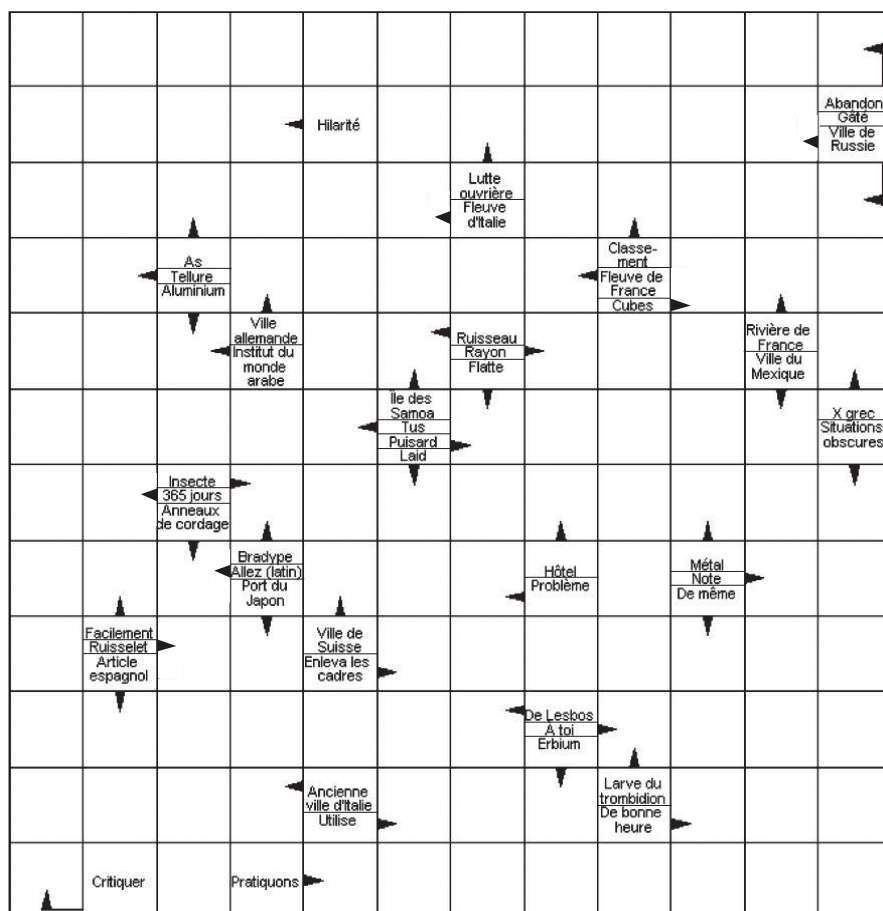 Abandon
Gâté
Ville de
Russie
Hilarité
Lutte
ouvrière
Fleuve
d'Italie
As
Tellure
Aluminium
Classe-
ment
Fleuve de
France
Cubes
Ville
allemande
Institut du
monde
arabe
Ruisseau
Rayon
Flatte
Rivière de
France
Ville du
Mexique
Île des
Samoa
Tus
Puisard
Laid
X grec
Situations
obscures
Insecte
365 jours
Anneaux
de cordage
Bradype
Allez (latin)
Port du
Japon
Hôtel
Problème
Métal
Note
De même
Facilement
Ruisselet
Article
espagnol
Ville de
Suisse
Enleva les
cadres
De Lesbos
À toi
Erbium
Ancienne
ville d'Italie
Utilise
Larve du
trombidion
De bonne
heure
Critiquer
Pratiquons